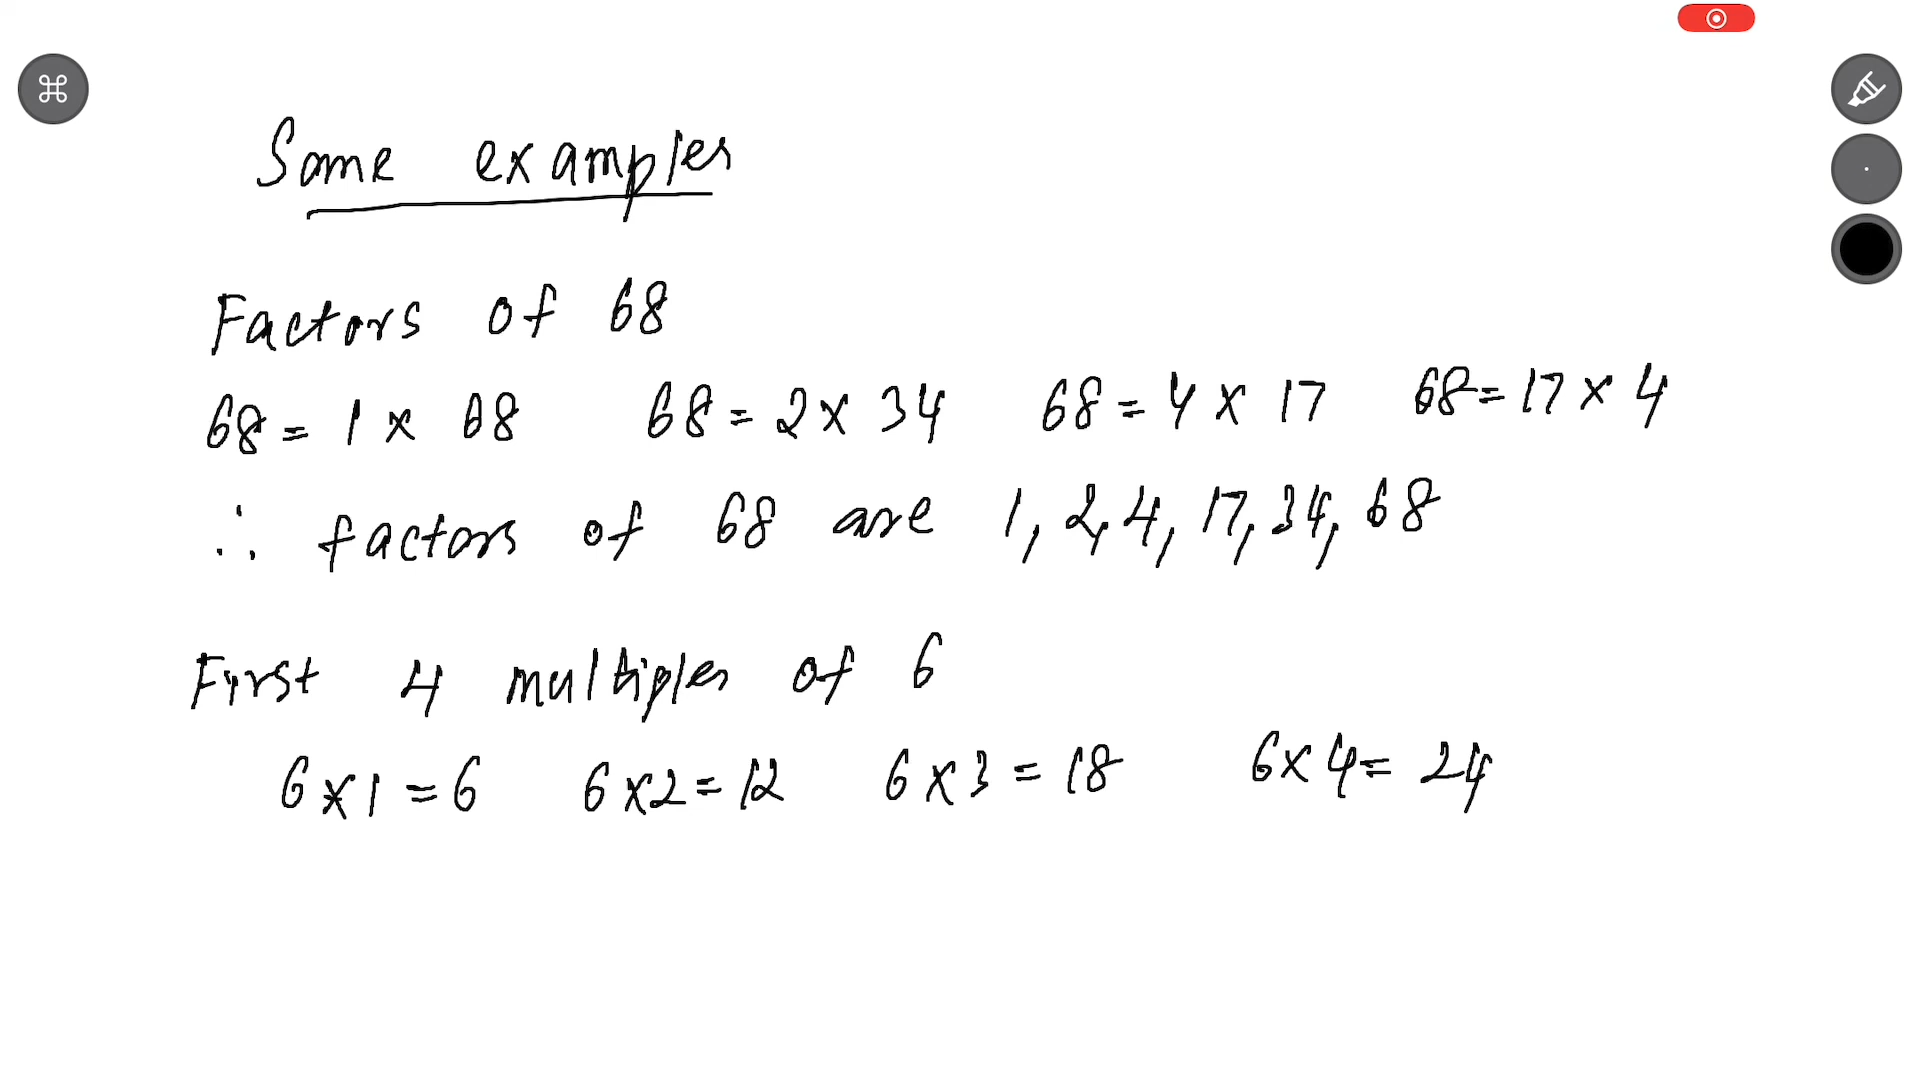 Some examples
Factors of 68
68 = 1 × 68 68 = 2 × 34 68 = 4 × 17 68 = 17 × 4
∴ factors of 68 are 1, 2, 4, 17, 34, 68
First 4 multiples of 6
6 × 1 = 6 6 × 2 = 12 6 × 3 = 18 6 × 4 = 24